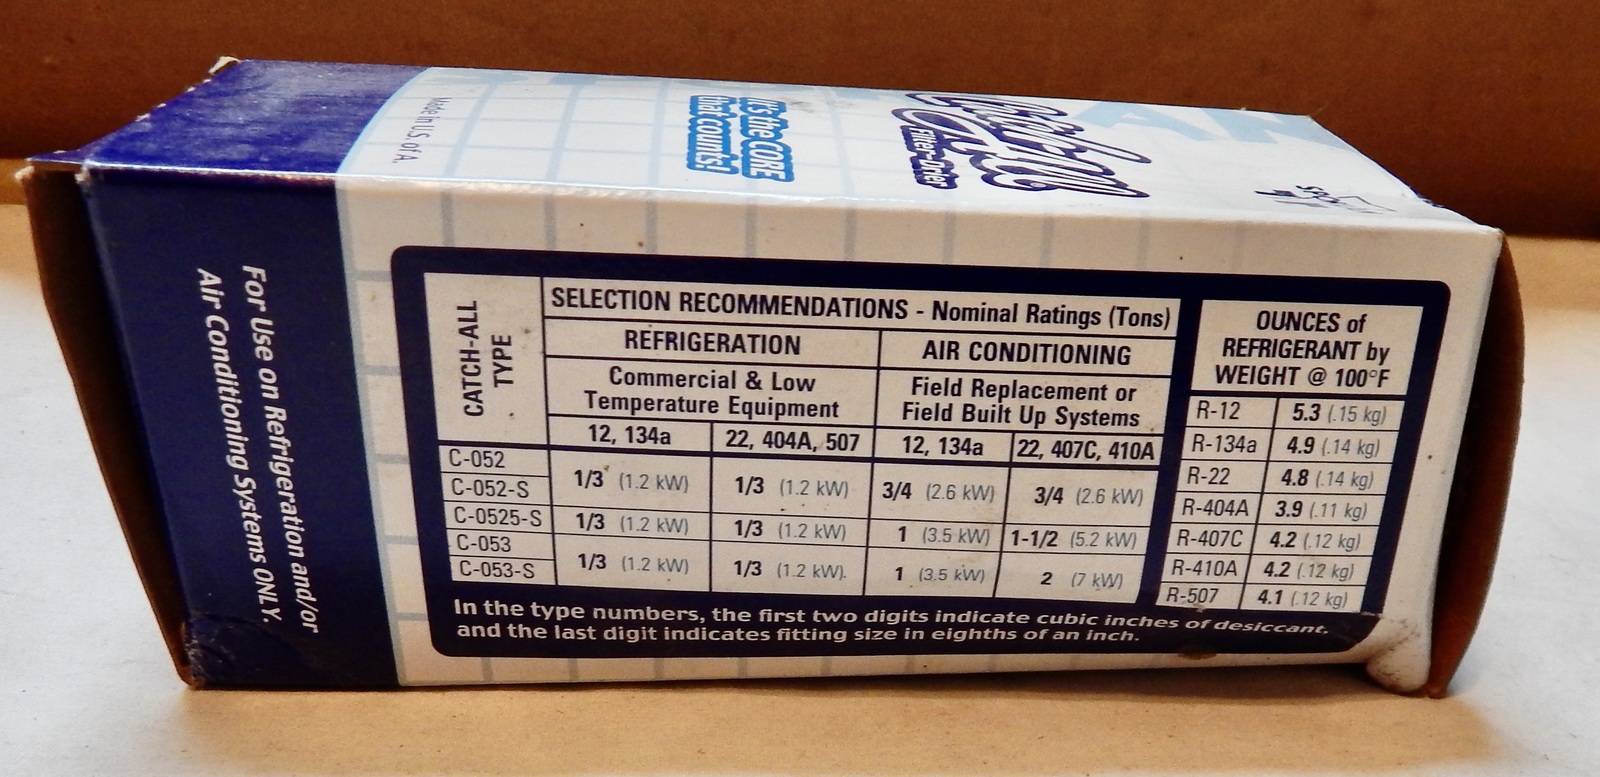 Made in U.S. of A.
It's the CORE
that counts!
Catch-All
Filter-Drier
For Use on Refrigeration and/or
Air Conditioning Systems ONLY.
CATCH-ALL
TYPE
SELECTION RECOMMENDATIONS - Nominal Ratings (Tons)
REFRIGERATION
AIR CONDITIONING
Commercial & Low
Temperature Equipment
Field Replacement or
Field Built Up Systems
12, 134a
22, 404A, 507
12, 134a
22, 407C, 410A
C-052
C-052-S
1/3 (1.2 kW)
1/3 (1.2 kW)
3/4 (2.6 kW)
3/4 (2.6 kW)
C-0525-S
1/3 (1.2 kW)
1/3 (1.2 kW)
1 (3.5 kW)
1-1/2 (5.2 kW)
C-053
C-053-S
1/3 (1.2 kW)
1/3 (1.2 kW)
1 (3.5 kW)
2 (7 kW)
In the type numbers, the first two digits indicate cubic inches of desiccant,
and the last digit indicates fitting size in eighths of an inch.
OUNCES of
REFRIGERANT by
WEIGHT @ 100°F
R-12 5.3 (.15 kg)
R-134a 4.9 (.14 kg)
R-22 4.8 (.14 kg)
R-404A 3.9 (.11 kg)
R-407C 4.2 (.12 kg)
R-410A 4.2 (.12 kg)
R-507 4.1 (.12 kg)